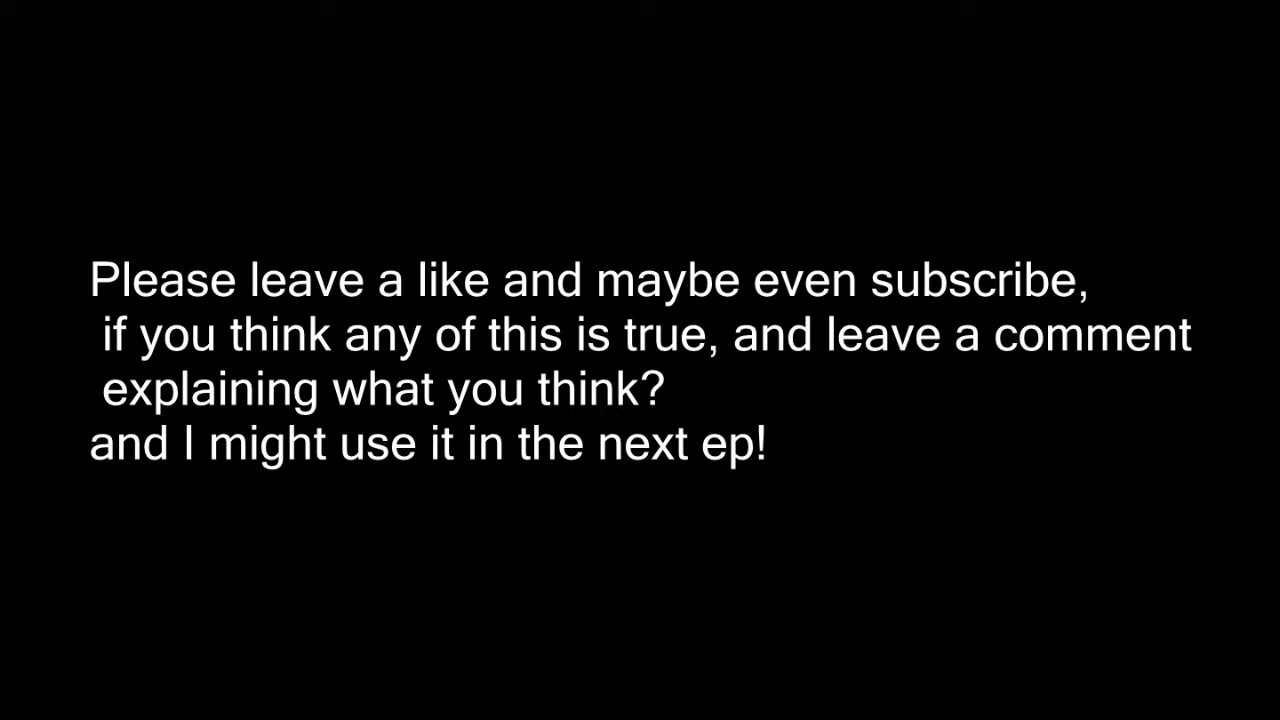 Please leave a like and maybe even subscribe,
if you think any of this is true, and leave a comment
explaining what you think?
and I might use it in the next ep!